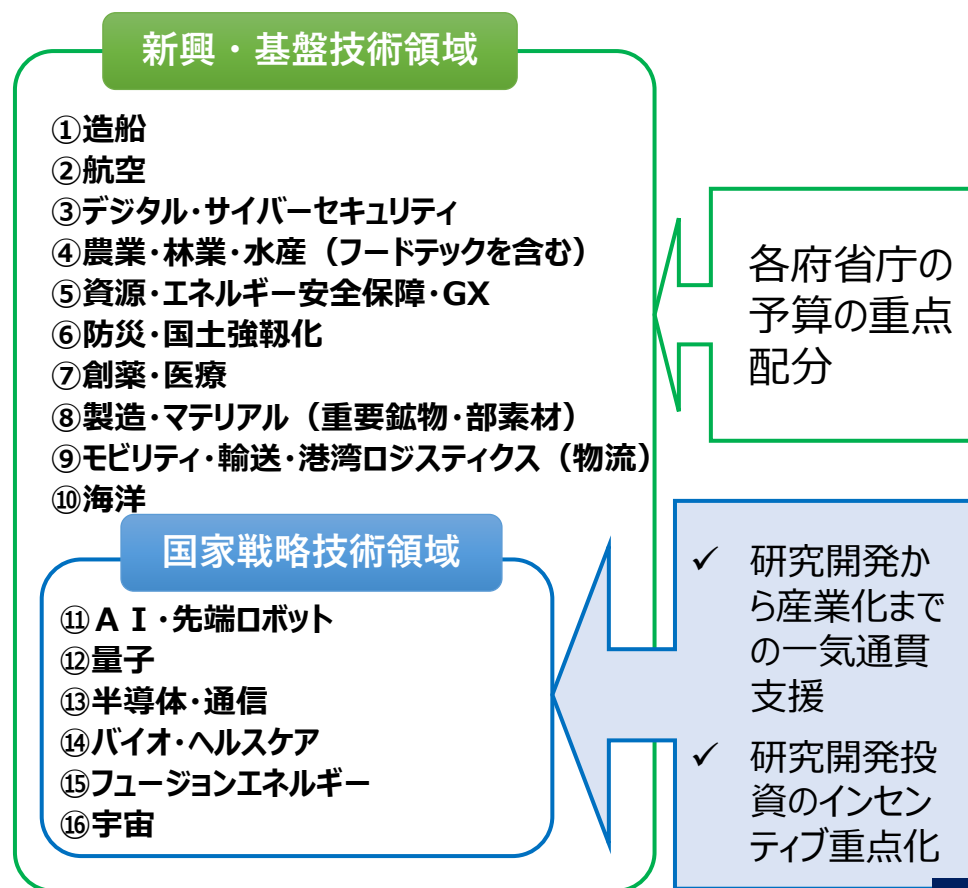 新興・基盤技術領域
①造船
②航空
③デジタル・サイバーセキュリティ
④農業・林業・水産（フードテックを含む）
⑤資源・エネルギー安全保障・GX
⑥防災・国土強靱化
⑦創薬・医療
⑧製造・マテリアル（重要鉱物・部素材）
⑨モビリティ・輸送・港湾ロジスティクス（物流）
⑩海洋
国家戦略技術領域
⑪ＡＩ・先端ロボット
⑫量子
⑬半導体・通信
⑭バイオ・ヘルスケア
⑮フュージョンエネルギー
⑯宇宙
各府省庁の
予算の重点
配分
✓ 研究開発か
ら産業化まで
の一気通貫
支援
✓ 研究開発投
資のインセン
ティブ重点化